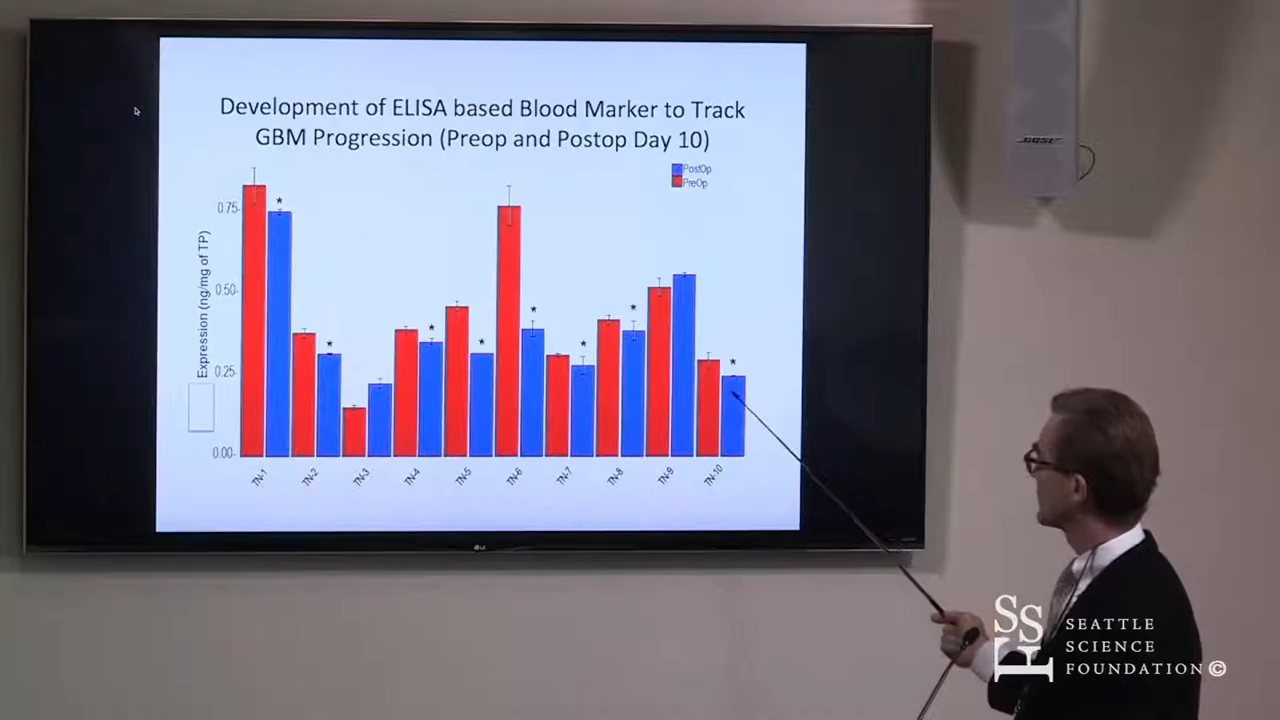 Development of ELISA based Blood Marker to Track
GBM Progression (Preop and Postop Day 10)
PostOp
PreOp
Expression (ng/mg of TP)
0.75
0.50
0.25
0.00
TN-1
TN-2
TN-3
TN-4
TN-5
TN-6
TN-7
TN-8
TN-9
TN-10
LG
BOSE
SSF
SEATTLE
SCIENCE
FOUNDATION©